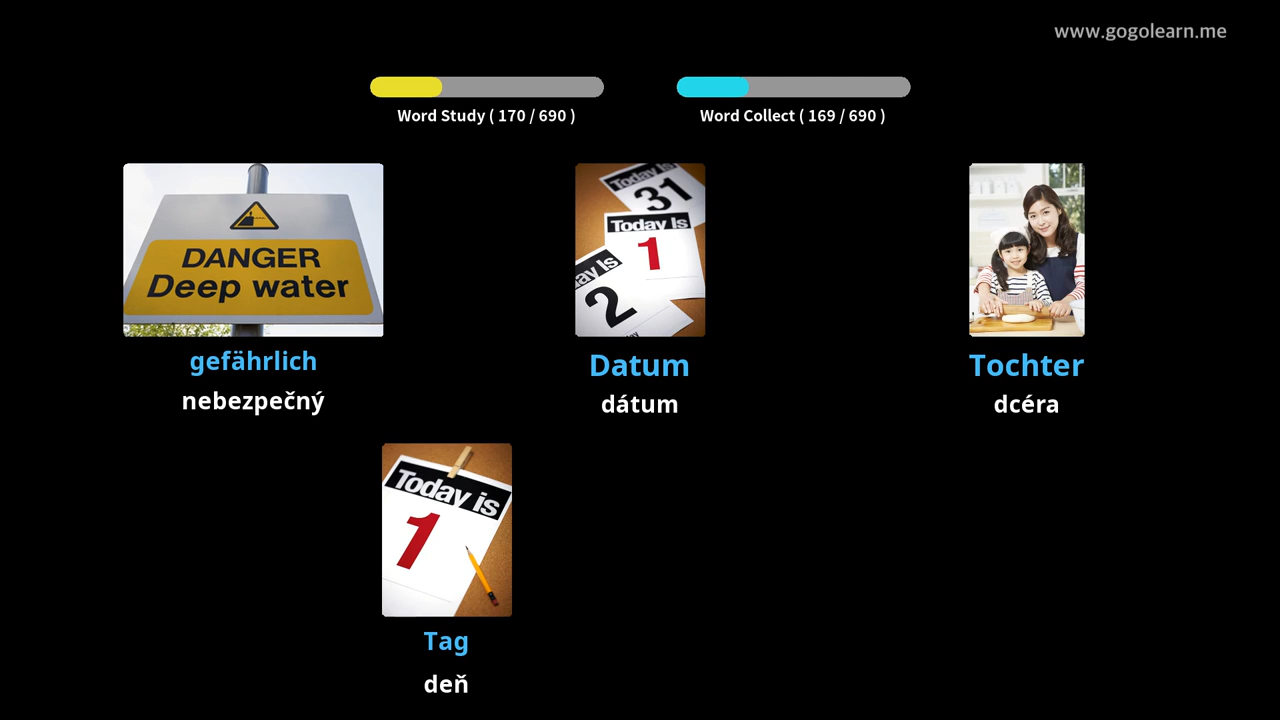 www.gogolearn.me
Word Study ( 170 / 690 )
Word Collect ( 169 / 690 )
DANGER
Deep water
Today Is
31
Today Is
1
ay Is
2
gefährlich
nebezpečný
Datum
dátum
Tochter
dcéra
Today is
1
Tag
deň